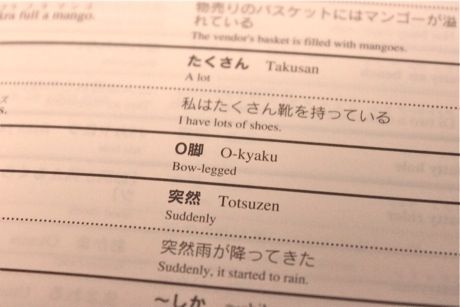 full a mango.
物売りのバスケットにはマンゴーが溢
れている
The vendor's basket is filled with mangoes.
たくさん Takusan
A lot
私はたくさん靴を持っている
I have lots of shoes.
O脚 O-kyaku
Bow-legged
突然 Totsuzen
Suddenly
突然雨が降ってきた
Suddenly, it started to rain.
〜しか